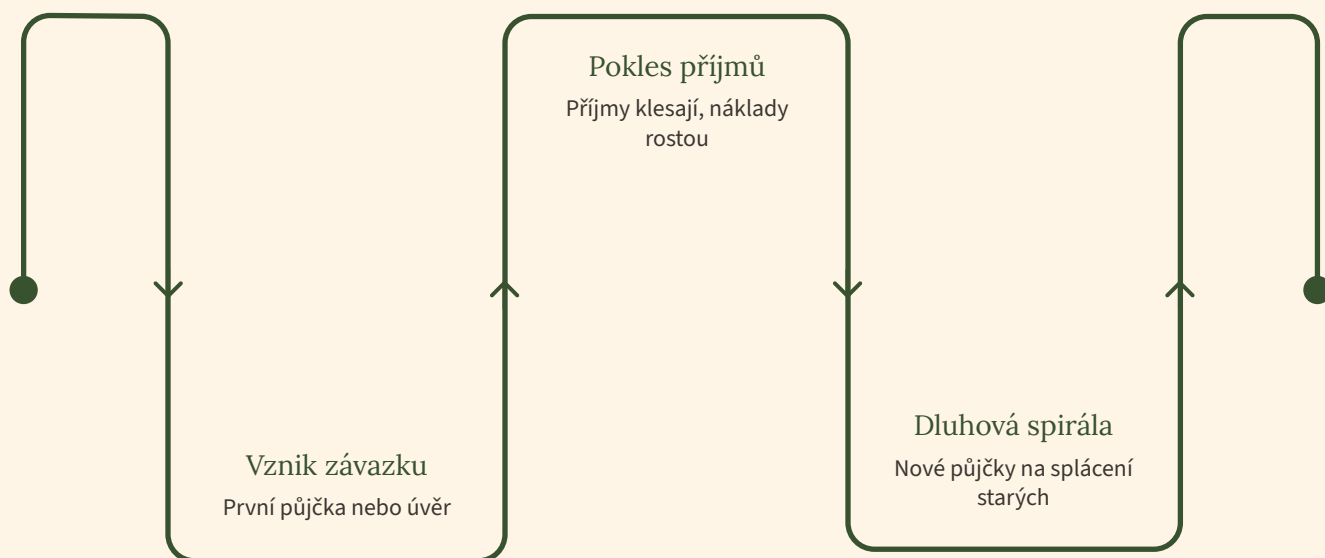 Vznik závazku
První půjčka nebo úvěr
Pokles příjmů
Příjmy klesají, náklady
rostou
Dluhová spirála
Nové půjčky na splácení
starých